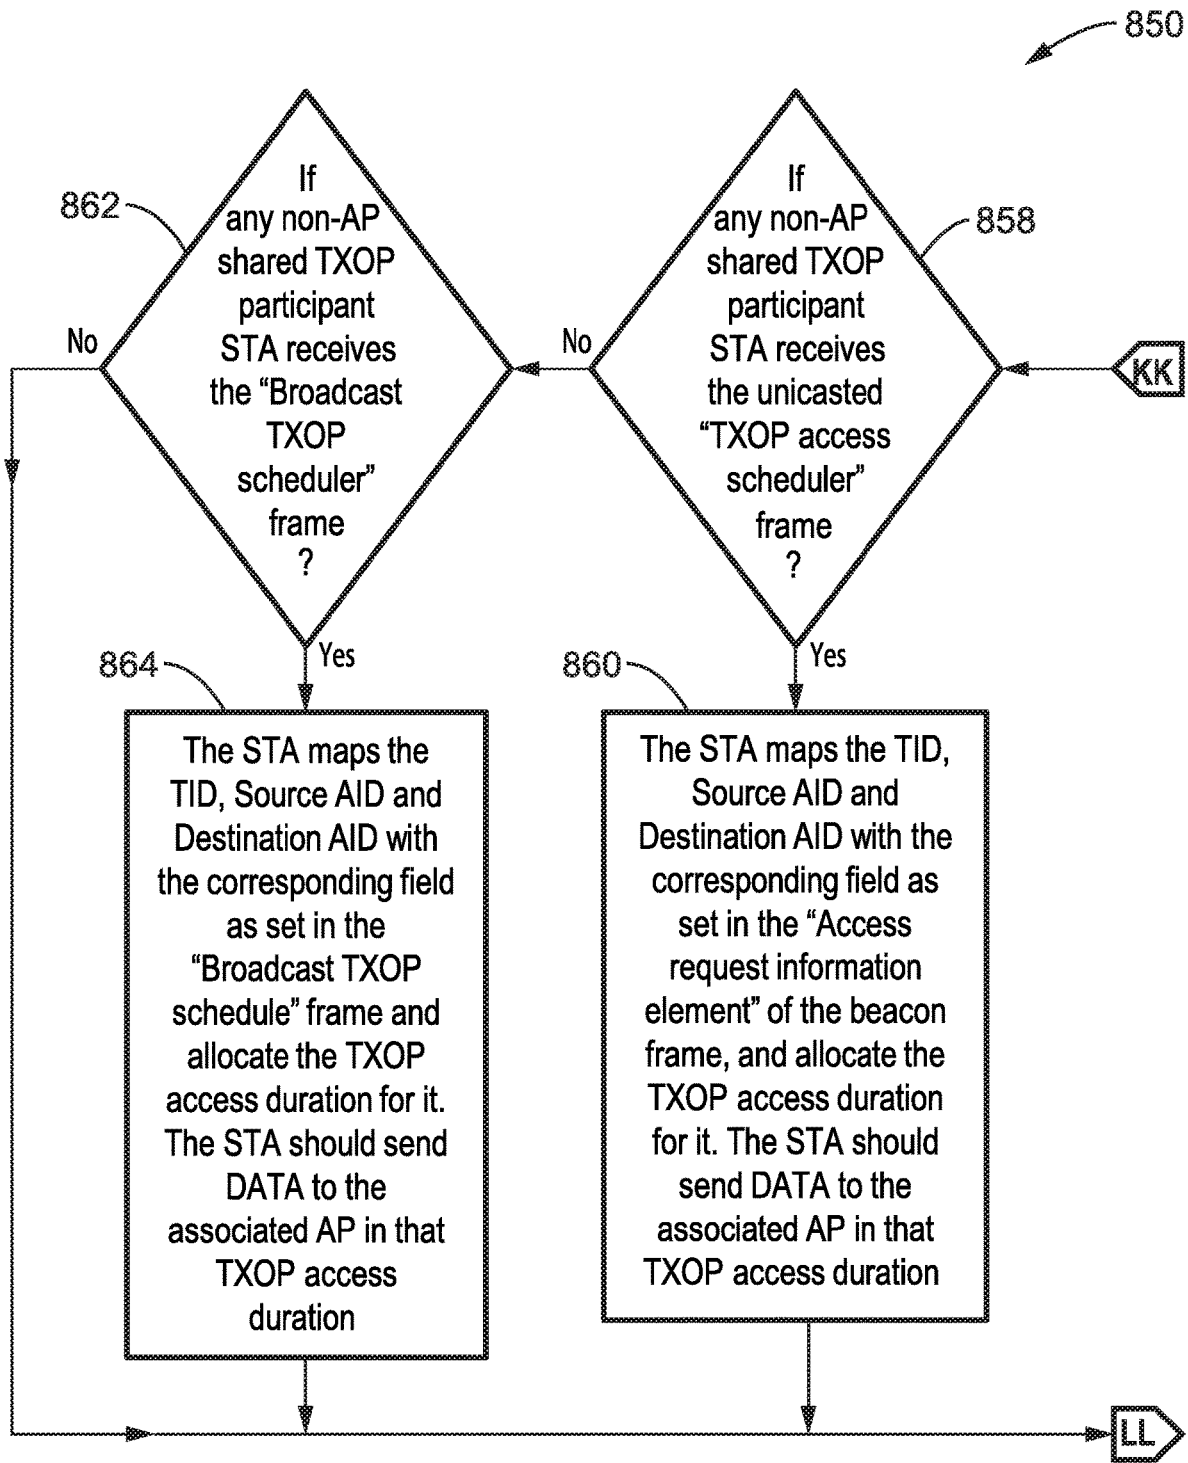 850
If
any non-AP
shared TXOP
participant
STA receives
the “Broadcast
TXOP
scheduler”
frame
?
862
No
Yes
If
any non-AP
shared TXOP
participant
STA receives
the unicasted
“TXOP access
scheduler”
frame
?
858
No
Yes
KK
864
The STA maps the
TID, Source AID and
Destination AID with
the corresponding field
as set in the
“Broadcast TXOP
schedule” frame and
allocate the TXOP
access duration for it.
The STA should send
DATA to the
associated AP in that
TXOP access
duration
860
The STA maps the TID,
Source AID and
Destination AID with the
corresponding field as
set in the “Access
request information
element” of the beacon
frame, and allocate the
TXOP access duration
for it. The STA should
send DATA to the
associated AP in that
TXOP access duration
LL